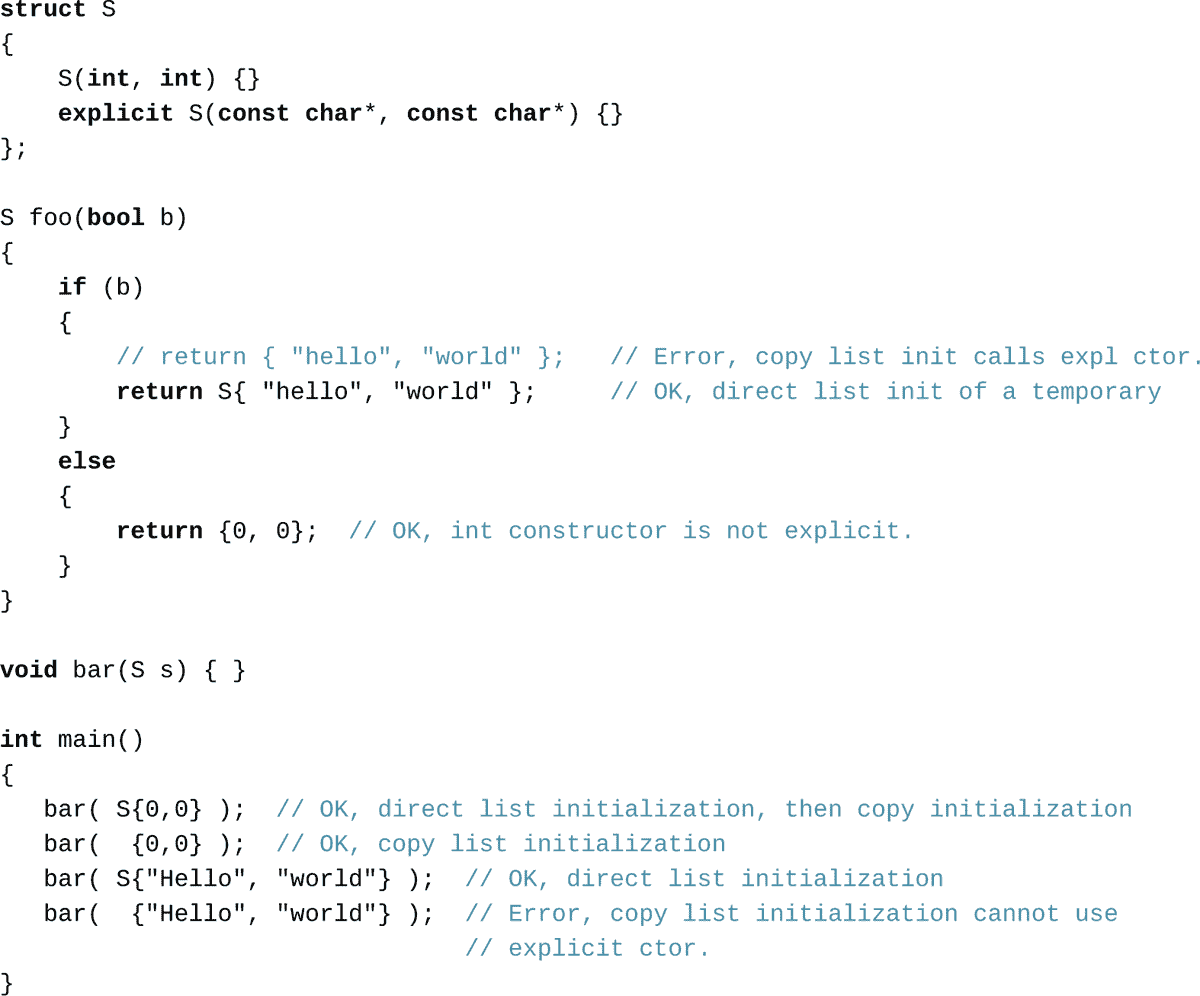 struct S
{
    S(int, int) {}
    explicit S(const char*, const char*) {}
};

S foo(bool b)
{
    if (b)
    {
        // return { "hello", "world" };   // Error, copy list init calls expl ctor.
        return S{ "hello", "world" };     // OK, direct list init of a temporary
    }
    else
    {
        return {0, 0};  // OK, int constructor is not explicit.
    }
}

void bar(S s) { }

int main()
{
   bar( S{0,0} );  // OK, direct list initialization, then copy initialization
   bar(  {0,0} );  // OK, copy list initialization
   bar( S{"Hello", "world"} );  // OK, direct list initialization
   bar(  {"Hello", "world"} );  // Error, copy list initialization cannot use
                                // explicit ctor.
}